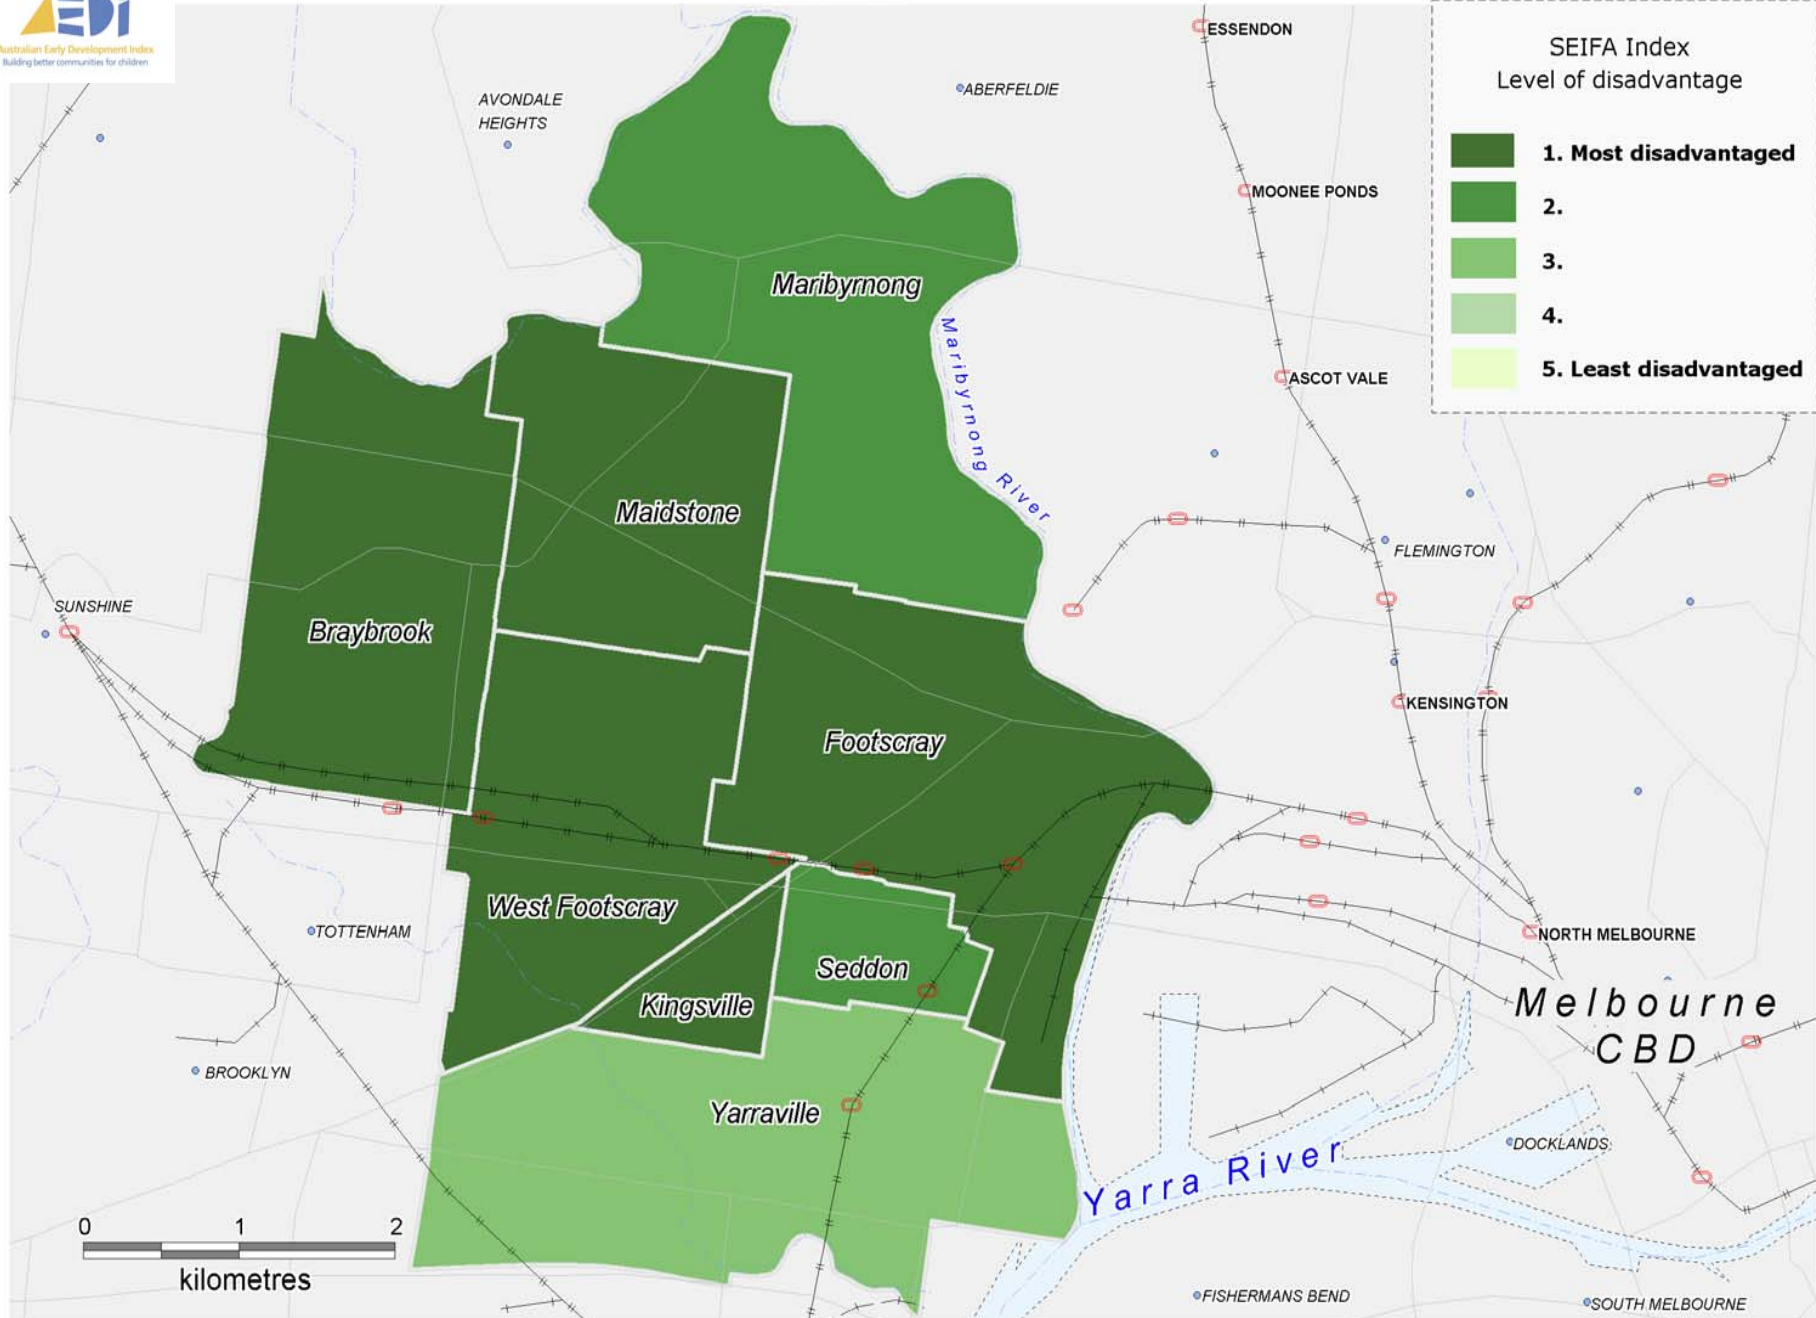 AEDI
Australian Early Development Index
Building better communities for children
ESSENDON
SEIFA Index
Level of disadvantage
1. Most disadvantaged
2.
3.
4.
5. Least disadvantaged
AVONDALE
HEIGHTS
ABERFELDIE
MOONEE PONDS
Maribyrnong
Maribyrnong River
ASCOT VALE
Maidstone
FLEMINGTON
SUNSHINE
Braybrook
KENSINGTON
Footscray
West Footscray
TOTTENHAM
NORTH MELBOURNE
Seddon
Kingsville
Melbourne
CBD
BROOKLYN
Yarraville
DOCKLANDS
Yarra River
0 1 2
kilometres
FISHERMANS BEND
SOUTH MELBOURNE